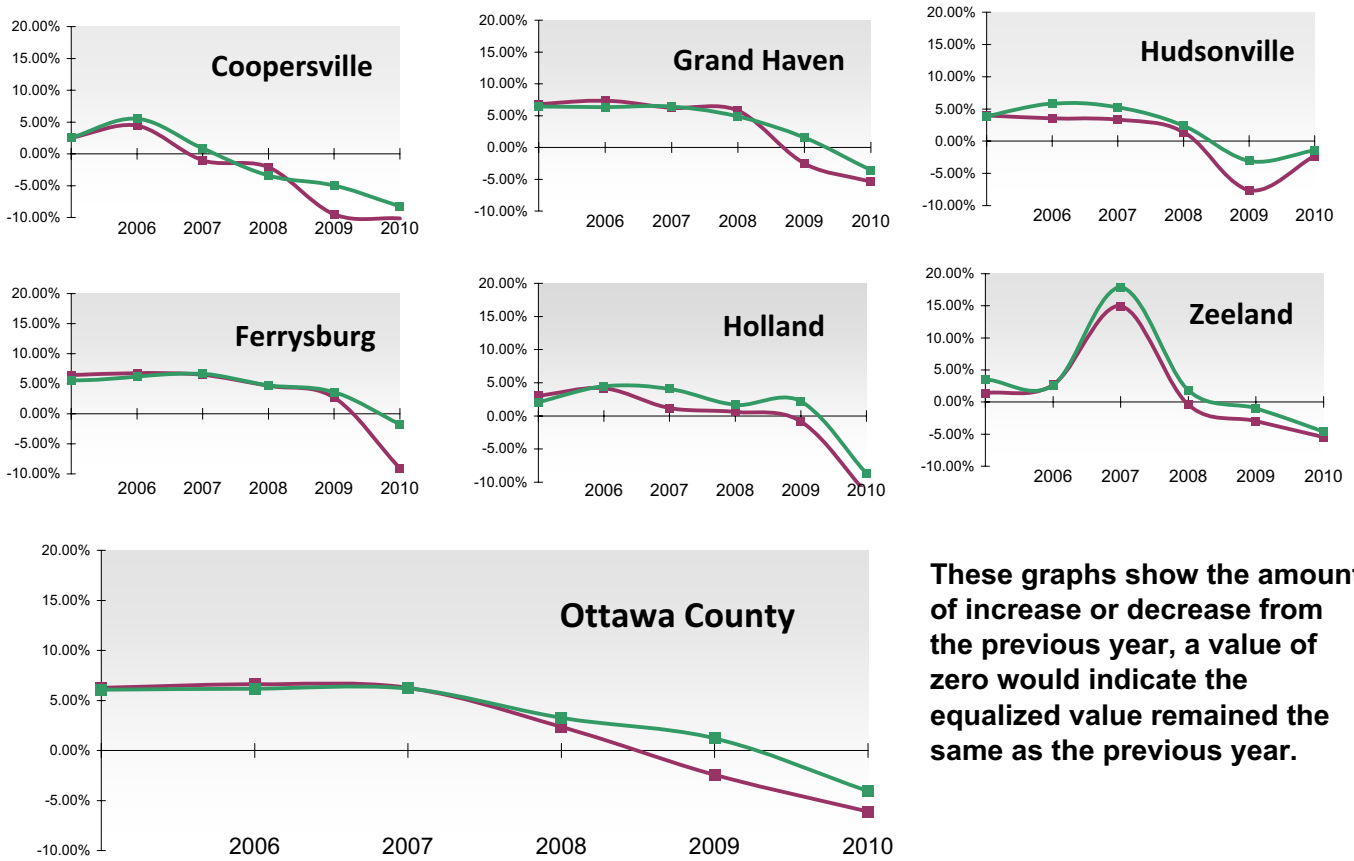 20.00%
15.00%
10.00%
5.00%
0.00%
-5.00%
-10.00%
Coopersville
2006 2007 2008 2009 2010
20.00%
15.00%
10.00%
5.00%
0.00%
-5.00%
-10.00%
Grand Haven
2006 2007 2008 2009 2010
20.00%
15.00%
10.00%
5.00%
0.00%
-5.00%
-10.00%
Hudsonville
2006 2007 2008 2009 2010
20.00%
15.00%
10.00%
5.00%
0.00%
-5.00%
-10.00%
Ferrysburg
2006 2007 2008 2009 2010
20.00%
15.00%
10.00%
5.00%
0.00%
-5.00%
-10.00%
Holland
2006 2007 2008 2009 2010
20.00%
15.00%
10.00%
5.00%
0.00%
-5.00%
-10.00%
Zeeland
2006 2007 2008 2009 2010
20.00%
15.00%
10.00%
5.00%
0.00%
-5.00%
-10.00%
Ottawa County
2006 2007 2008 2009 2010
These graphs show the amount
of increase or decrease from
the previous year, a value of
zero would indicate the
equalized value remained the
same as the previous year.